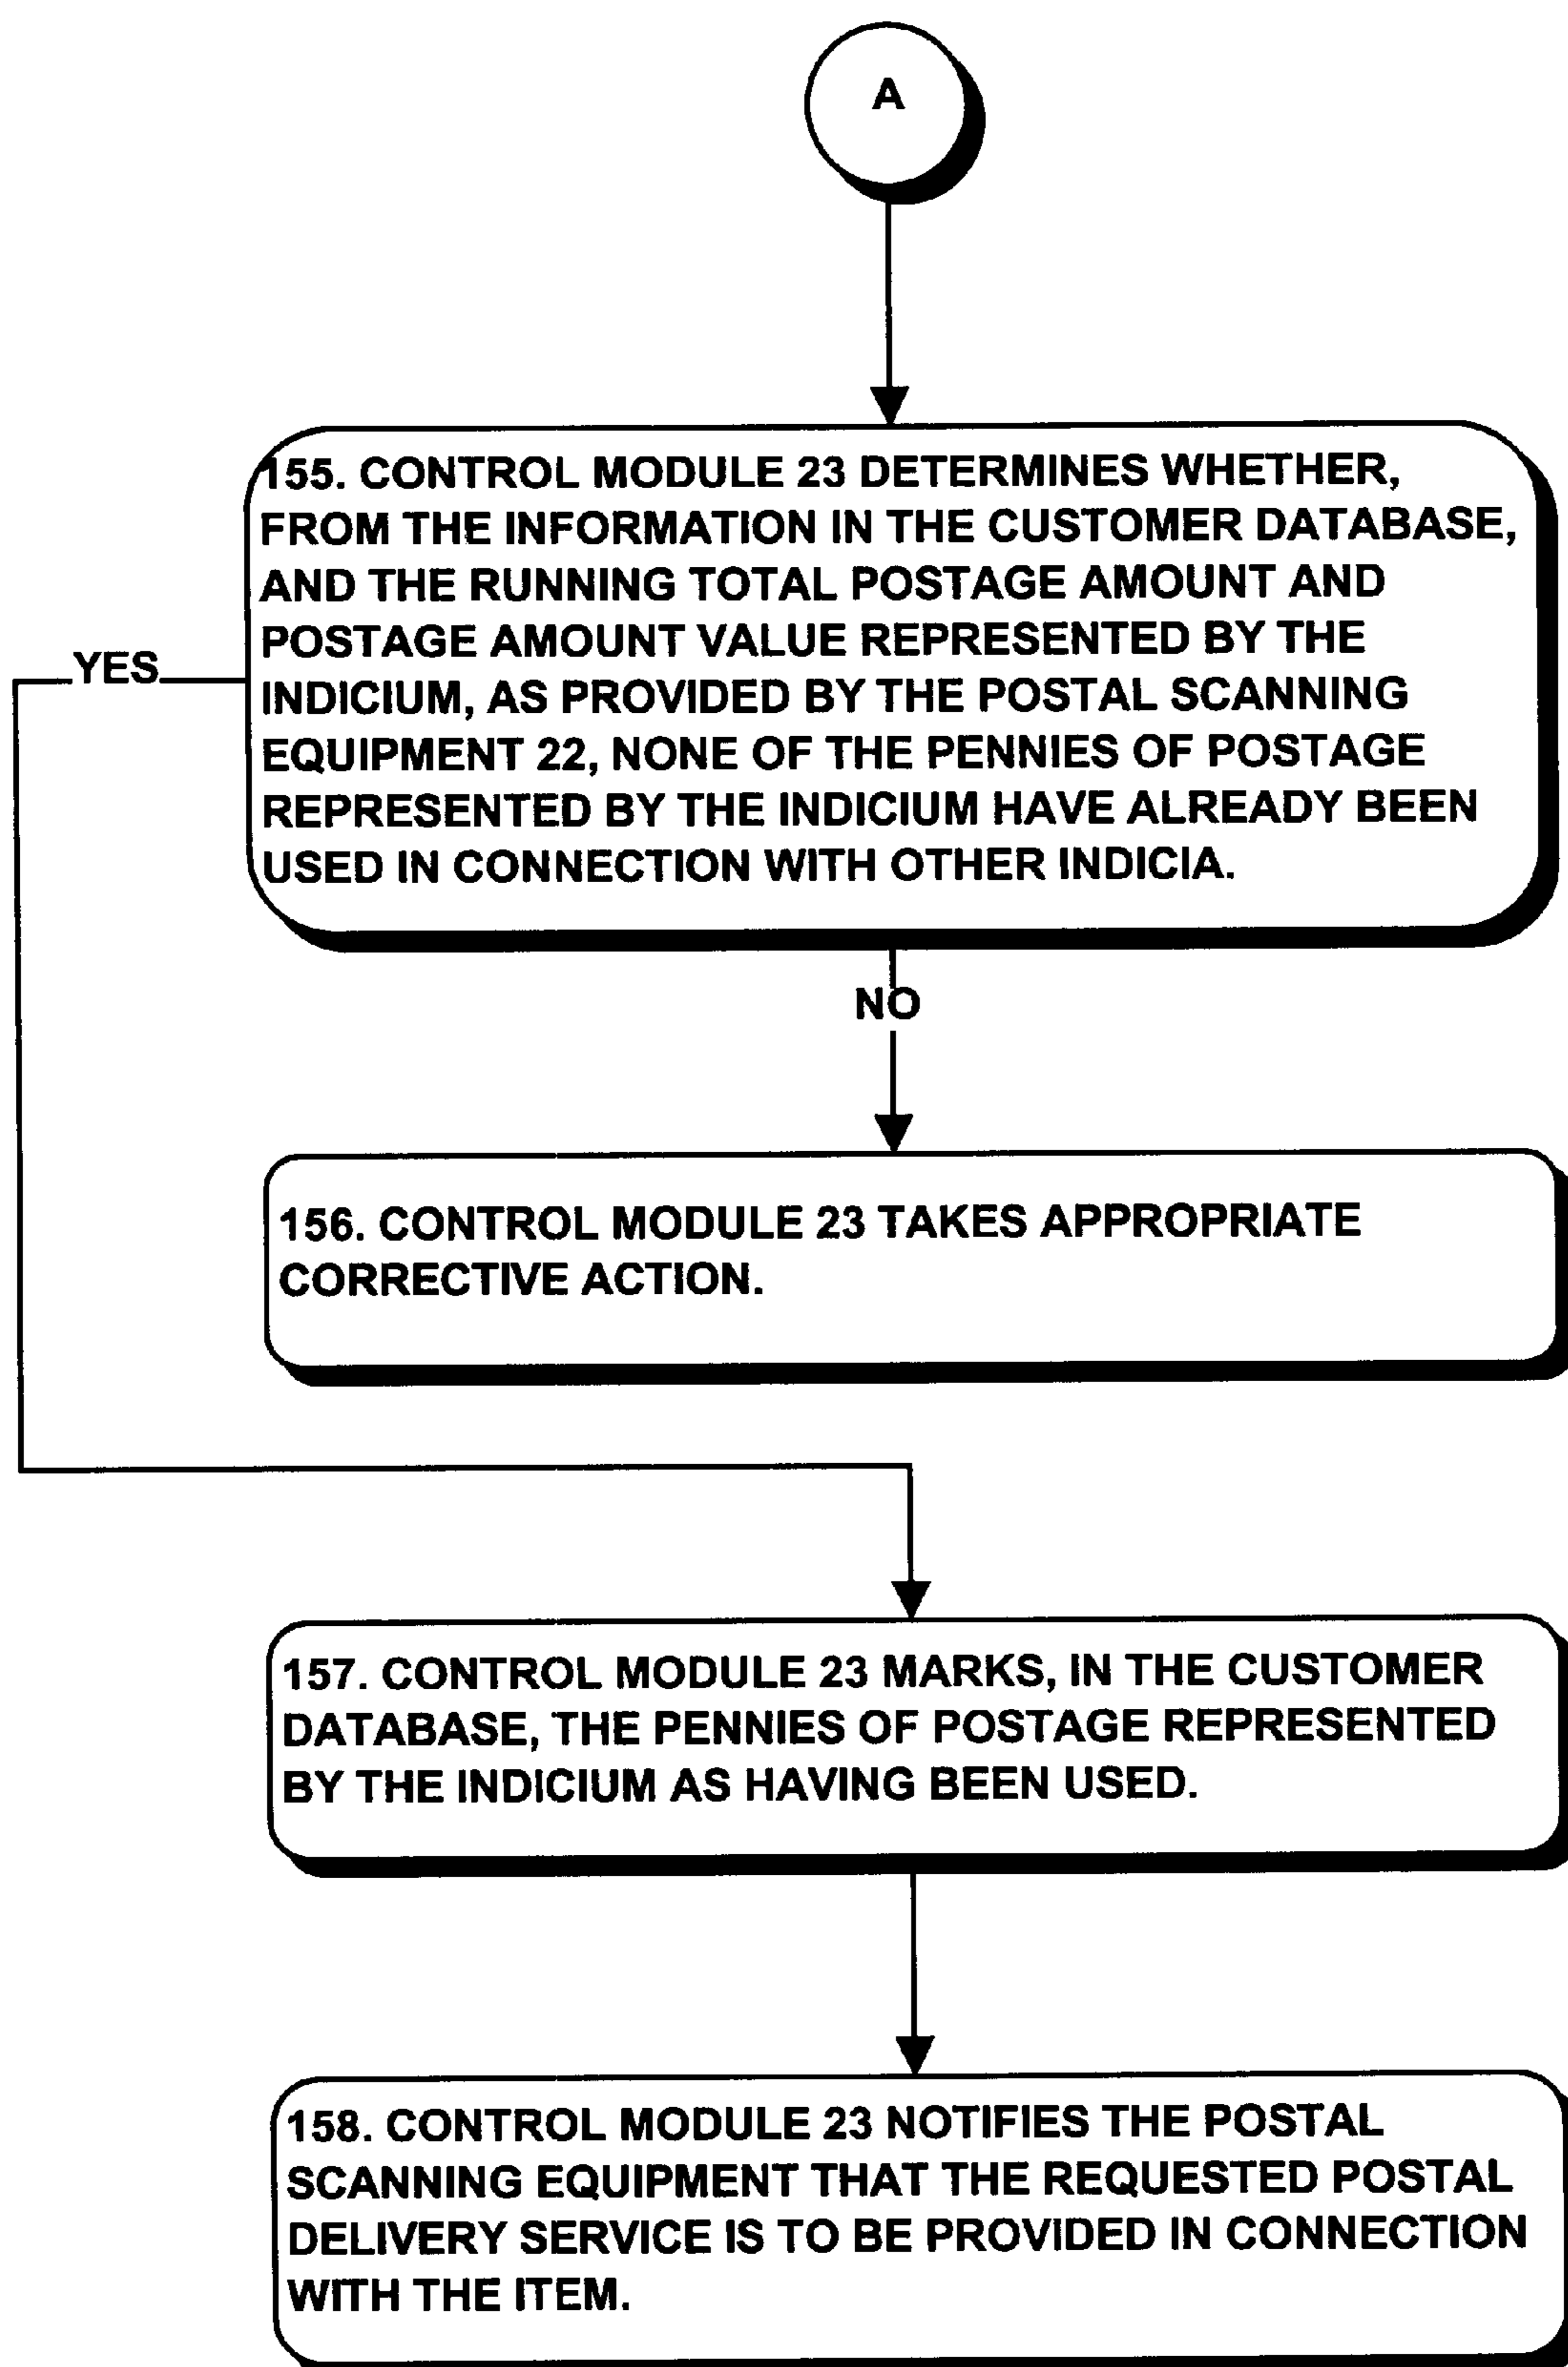 A
155. CONTROL MODULE 23 DETERMINES WHETHER,
FROM THE INFORMATION IN THE CUSTOMER DATABASE,
AND THE RUNNING TOTAL POSTAGE AMOUNT AND
POSTAGE AMOUNT VALUE REPRESENTED BY THE
INDICIUM, AS PROVIDED BY THE POSTAL SCANNING
EQUIPMENT 22, NONE OF THE PENNIES OF POSTAGE
REPRESENTED BY THE INDICIUM HAVE ALREADY BEEN
USED IN CONNECTION WITH OTHER INDICIA.
YES
NO
156. CONTROL MODULE 23 TAKES APPROPRIATE
CORRECTIVE ACTION.
157. CONTROL MODULE 23 MARKS, IN THE CUSTOMER
DATABASE, THE PENNIES OF POSTAGE REPRESENTED
BY THE INDICIUM AS HAVING BEEN USED.
158. CONTROL MODULE 23 NOTIFIES THE POSTAL
SCANNING EQUIPMENT THAT THE REQUESTED POSTAL
DELIVERY SERVICE IS TO BE PROVIDED IN CONNECTION
WITH THE ITEM.